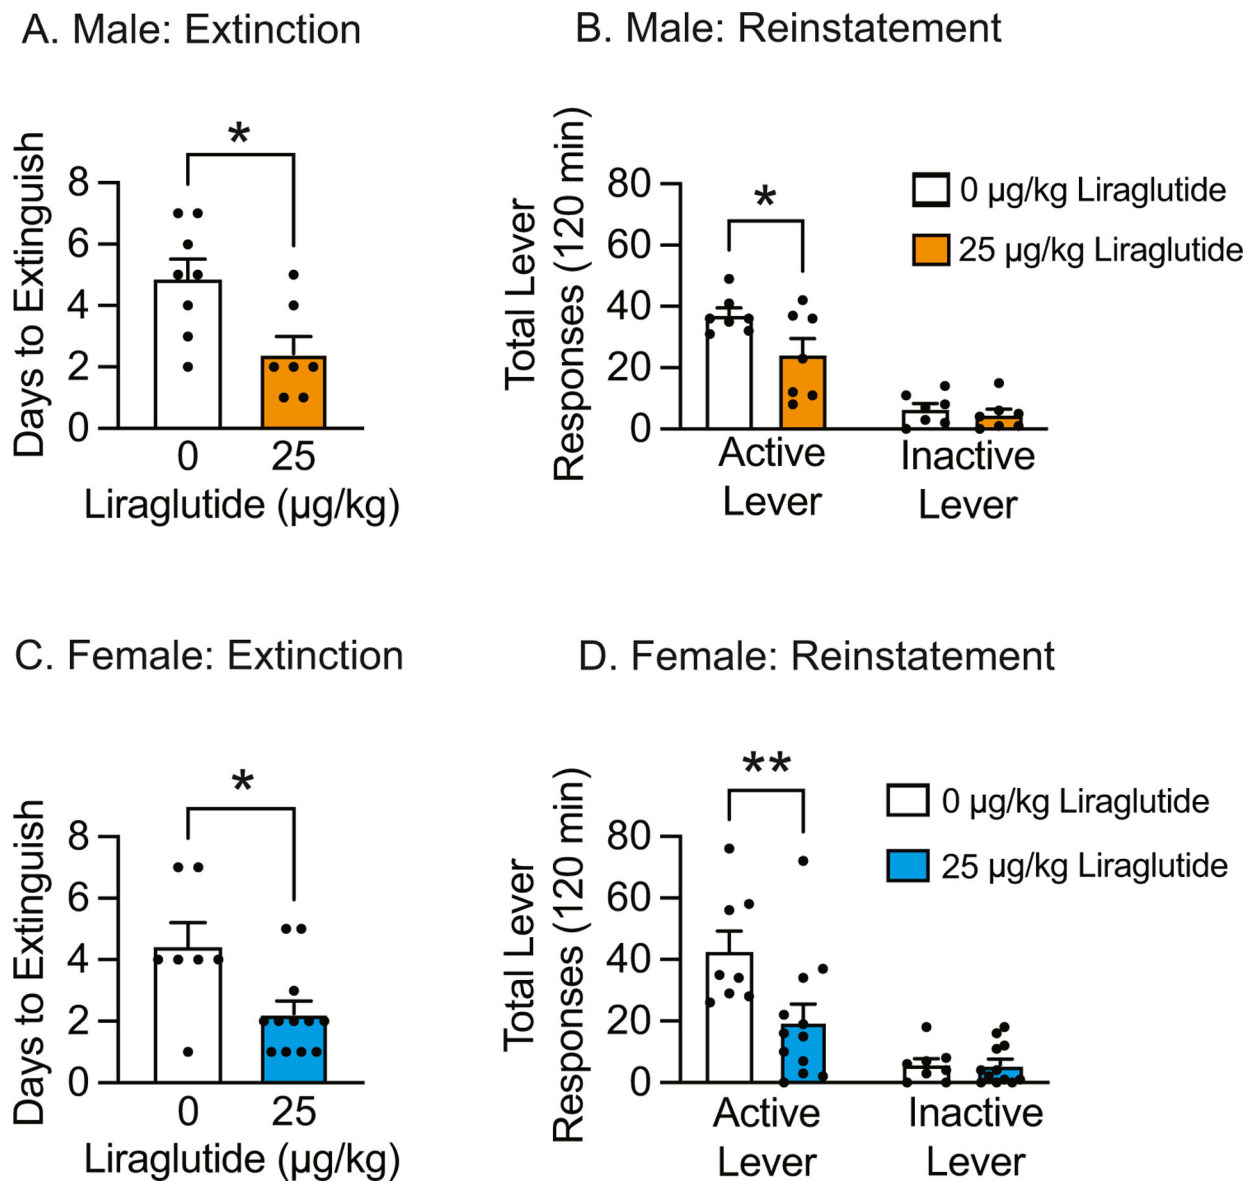 A. Male: Extinction
*
Days to Extinguish
8
6
4
2
0
0 25
Liraglutide (µg/kg)
B. Male: Reinstatement
*
Total Lever
Responses (120 min)
80
60
40
20
0
Active
Lever
Inactive
Lever
0 µg/kg Liraglutide
25 µg/kg Liraglutide
C. Female: Extinction
*
Days to Extinguish
8
6
4
2
0
0 25
Liraglutide (µg/kg)
D. Female: Reinstatement
**
Total Lever
Responses (120 min)
80
60
40
20
0
Active
Lever
Inactive
Lever
0 µg/kg Liraglutide
25 µg/kg Liraglutide